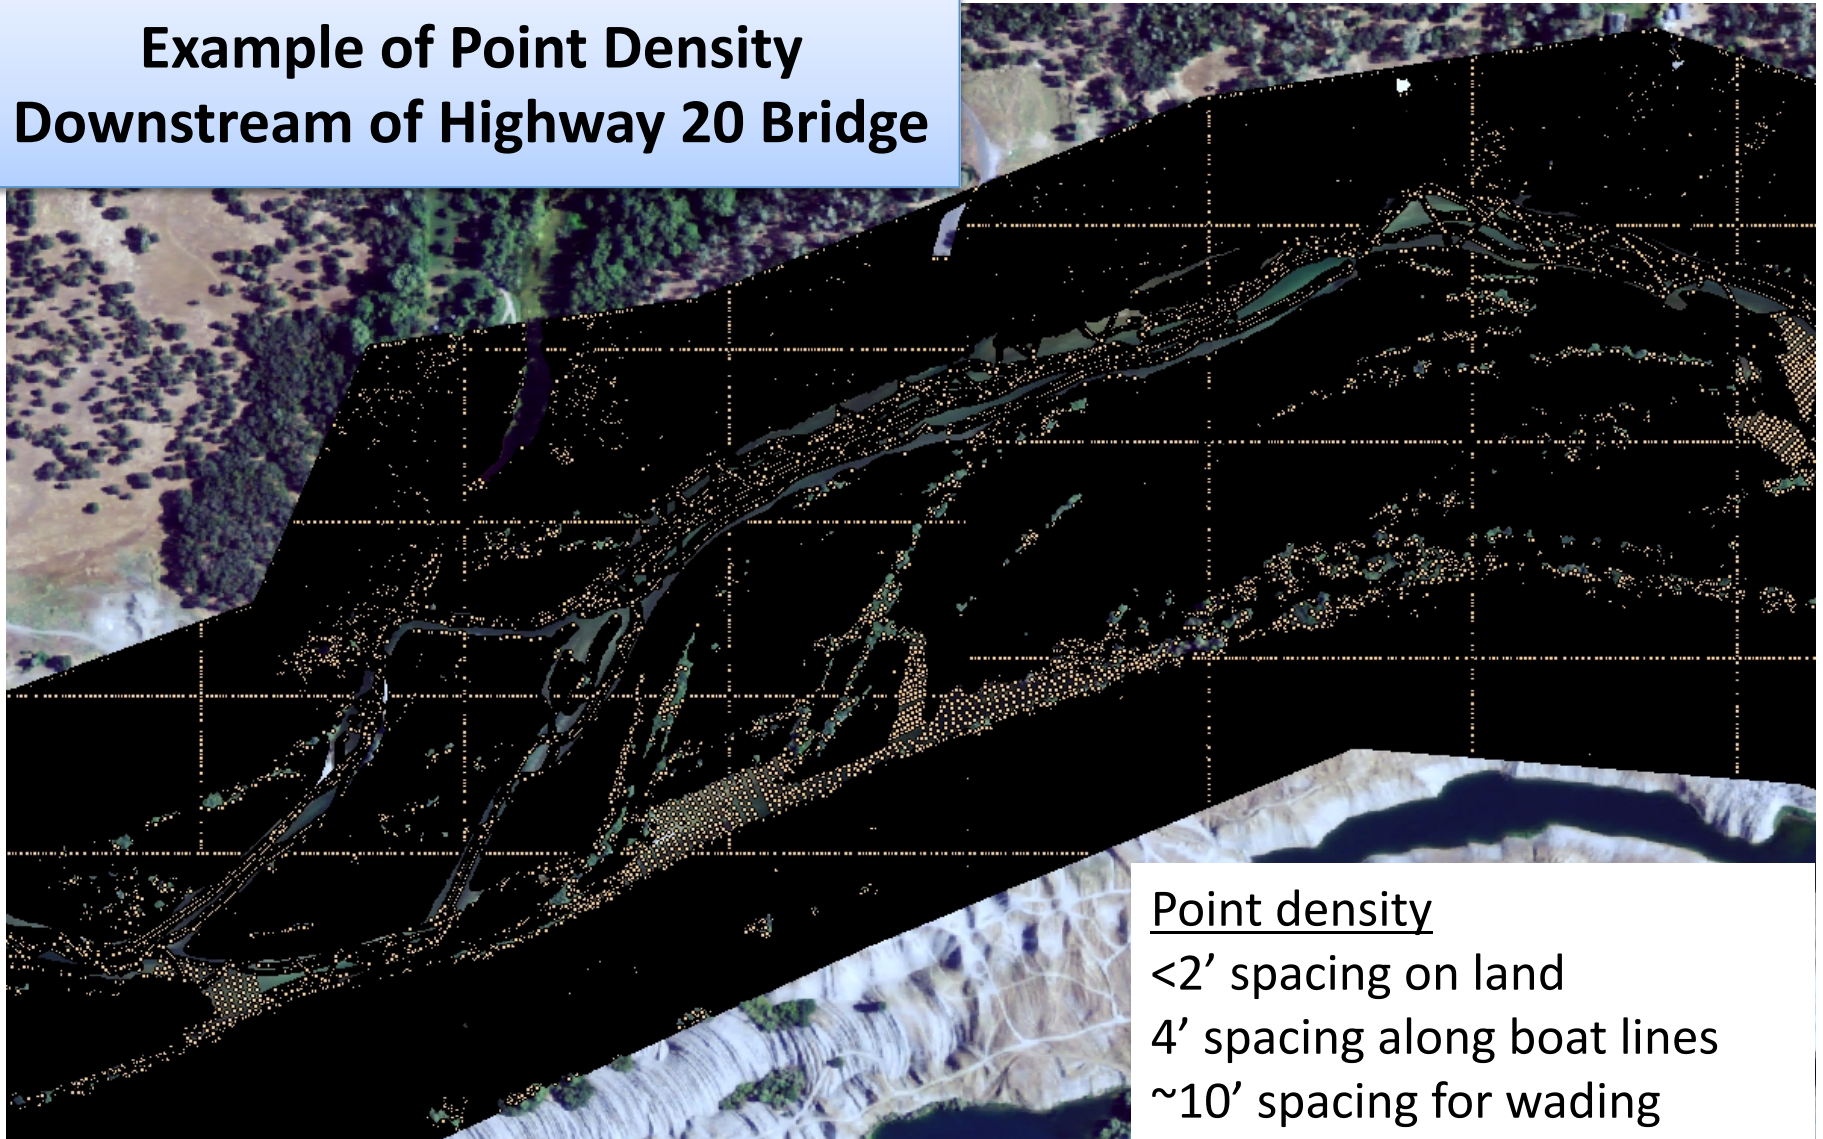 Example of Point Density
Downstream of Highway 20 Bridge
Point density
<2’ spacing on land
4’ spacing along boat lines
~10’ spacing for wading